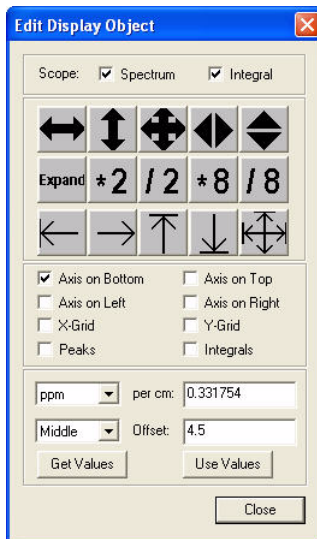 Edit Display Object
Scope: Spectrum Integral
Expand *2 /2 *8 /8
Axis on Bottom Axis on Top
Axis on Left Axis on Right
X-Grid Y-Grid
Peaks Integrals
ppm per cm: 0.331754
Middle Offset: 4.5
Get Values Use Values
Close